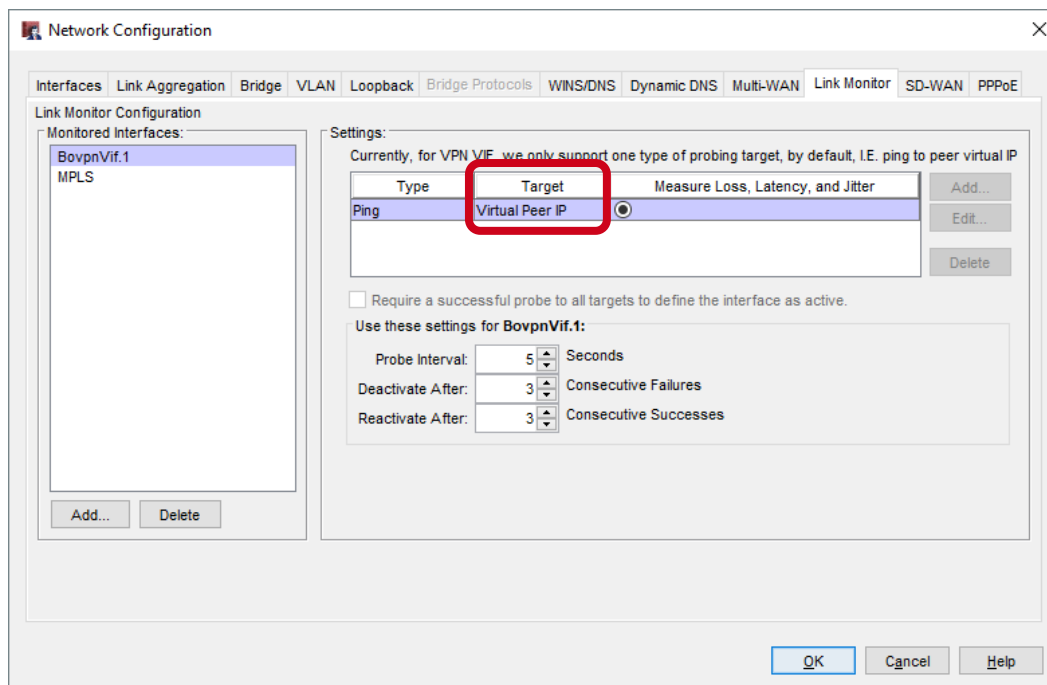 Network Configuration
Interfaces Link Aggregation Bridge VLAN Loopback Bridge Protocols WINS/DNS Dynamic DNS Multi-WAN Link Monitor SD-WAN PPPoE
Link Monitor Configuration
Monitored Interfaces:
BovpnVif.1
MPLS
Add... Delete
Settings:
Currently, for VPN VIF, we only support one type of probing target, by default, I.E. ping to peer virtual IP
Type Target Measure Loss, Latency, and Jitter
Ping Virtual Peer IP
Add...
Edit...
Delete
Require a successful probe to all targets to define the interface as active.
Use these settings for BovpnVif.1:
Probe Interval: 5 Seconds
Deactivate After: 3 Consecutive Failures
Reactivate After: 3 Consecutive Successes
OK Cancel Help